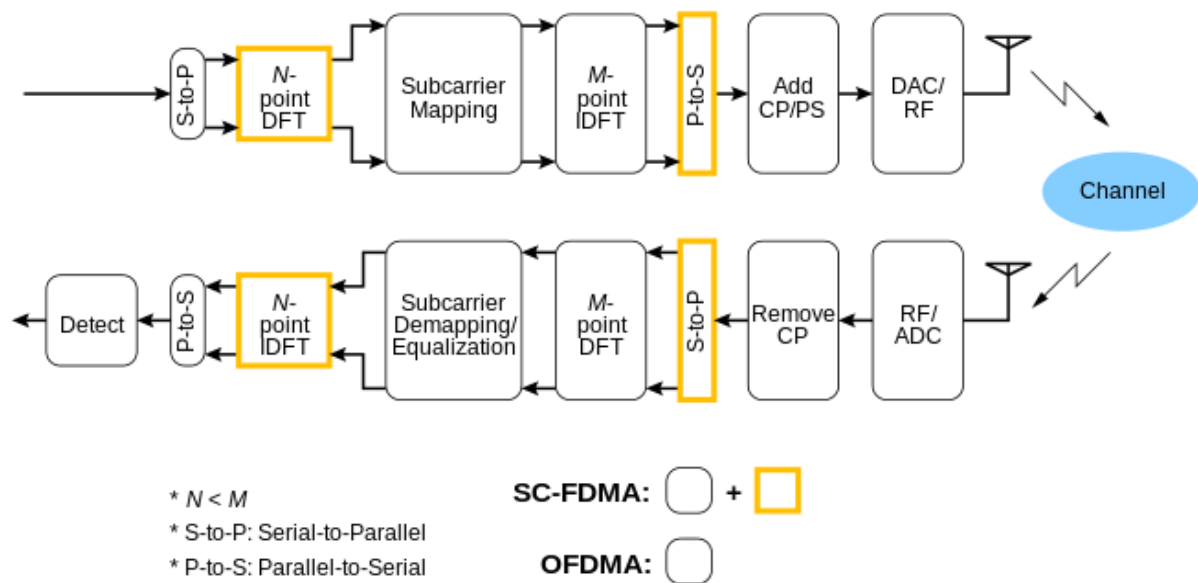 S-to-P
N-
point
DFT
Subcarrier
Mapping
M-
point
IDFT
P-to-S
Add
CP/PS
DAC/
RF
Channel
Detect
P-to-S
N-
point
IDFT
Subcarrier
Demapping/
Equalization
M-
point
DFT
S-to-P
Remove
CP
RF/
ADC
* N < M
* S-to-P: Serial-to-Parallel
* P-to-S: Parallel-to-Serial
SC-FDMA: +
OFDMA: